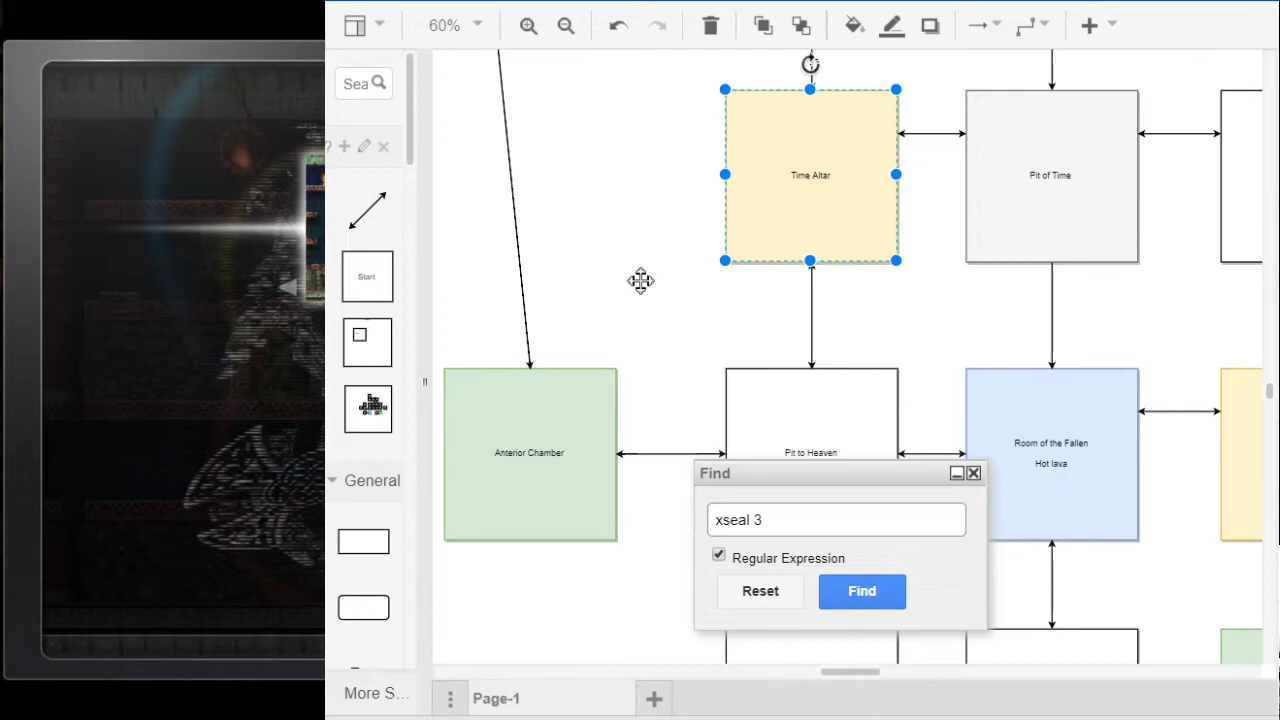 60%
Sea
Time Altar
Pit of Time
Start
Anterior Chamber
Pit to Heaven
Room of the Fallen
Hot lava
General
Find
eal 3
Regular Expression
Reset
Find
More S...
Page-1